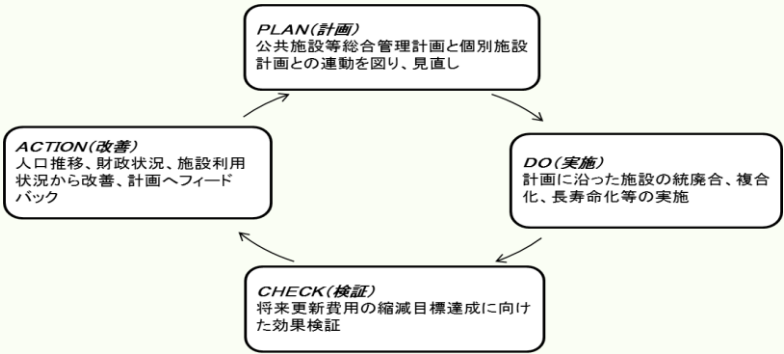 PLAN(計画)
公共施設等総合管理計画と個別施設
計画との連動を図り、見直し
ACTION(改善)
人口推移、財政状況、施設利用
状況から改善、計画へフィード
バック
DO(実施)
計画に沿った施設の統廃合、複合
化、長寿命化等の実施
CHECK(検証)
将来更新費用の縮減目標達成に向け
た効果検証